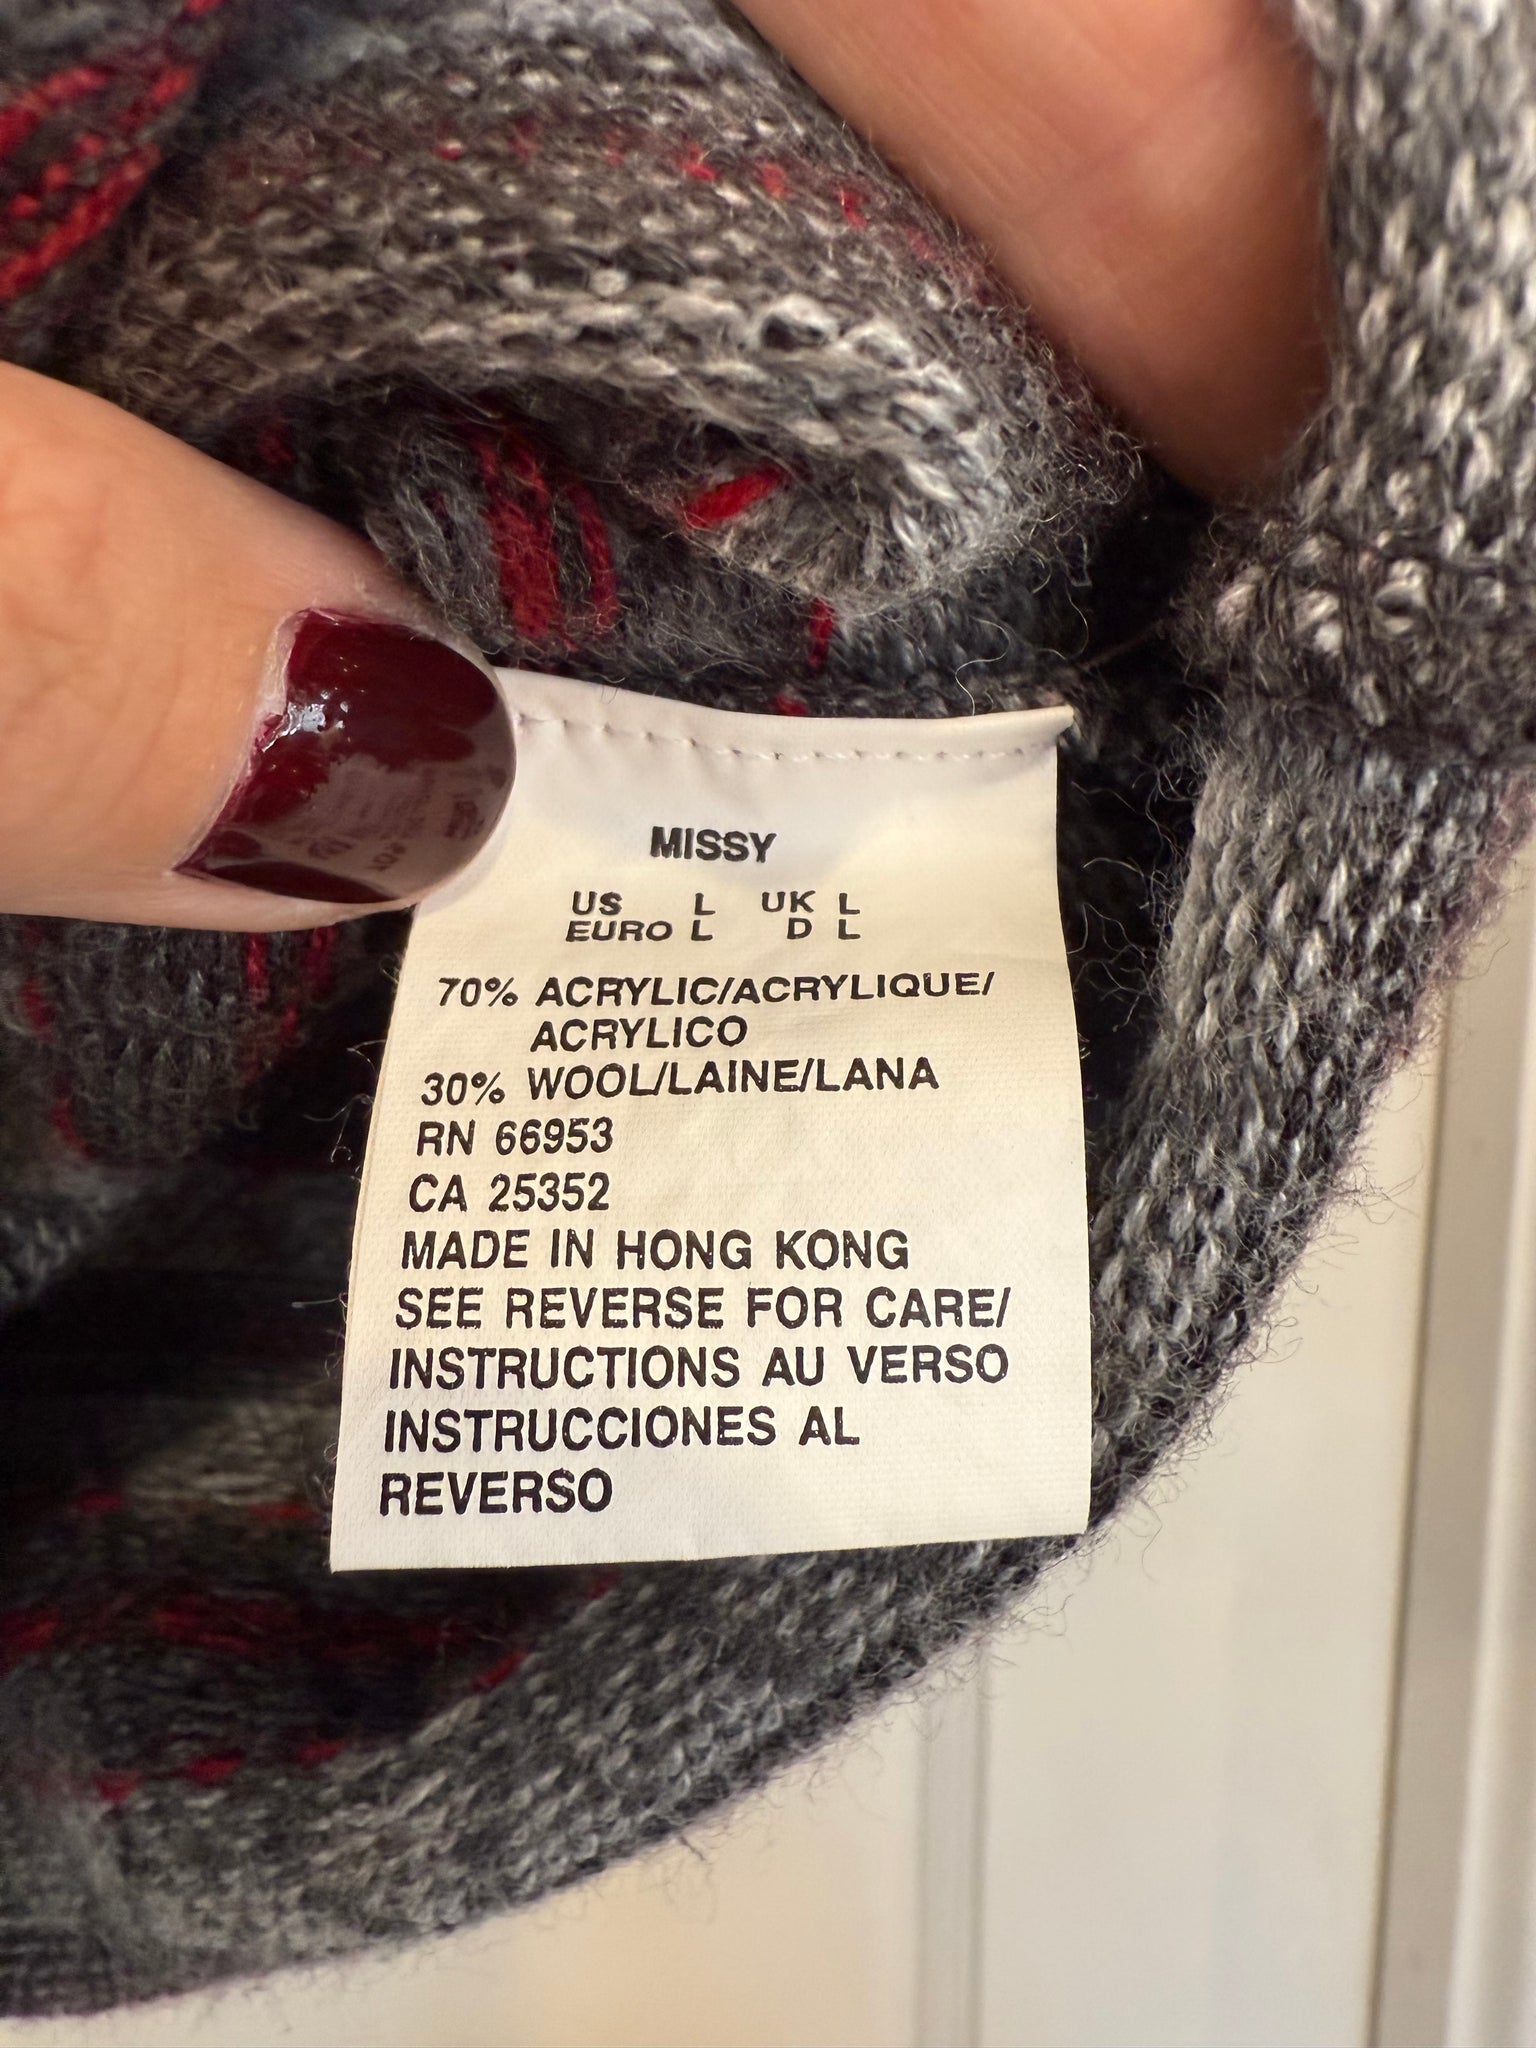 MISSY
US L UK L
EURO L D L
70% ACRYLIC/ACRYLIQUE/
ACRYLICO
30% WOOL/LAINE/LANA
RN 66953
CA 25352
MADE IN HONG KONG
SEE REVERSE FOR CARE/
INSTRUCTIONS AU VERSO
INSTRUCCIONES AL
REVERSO